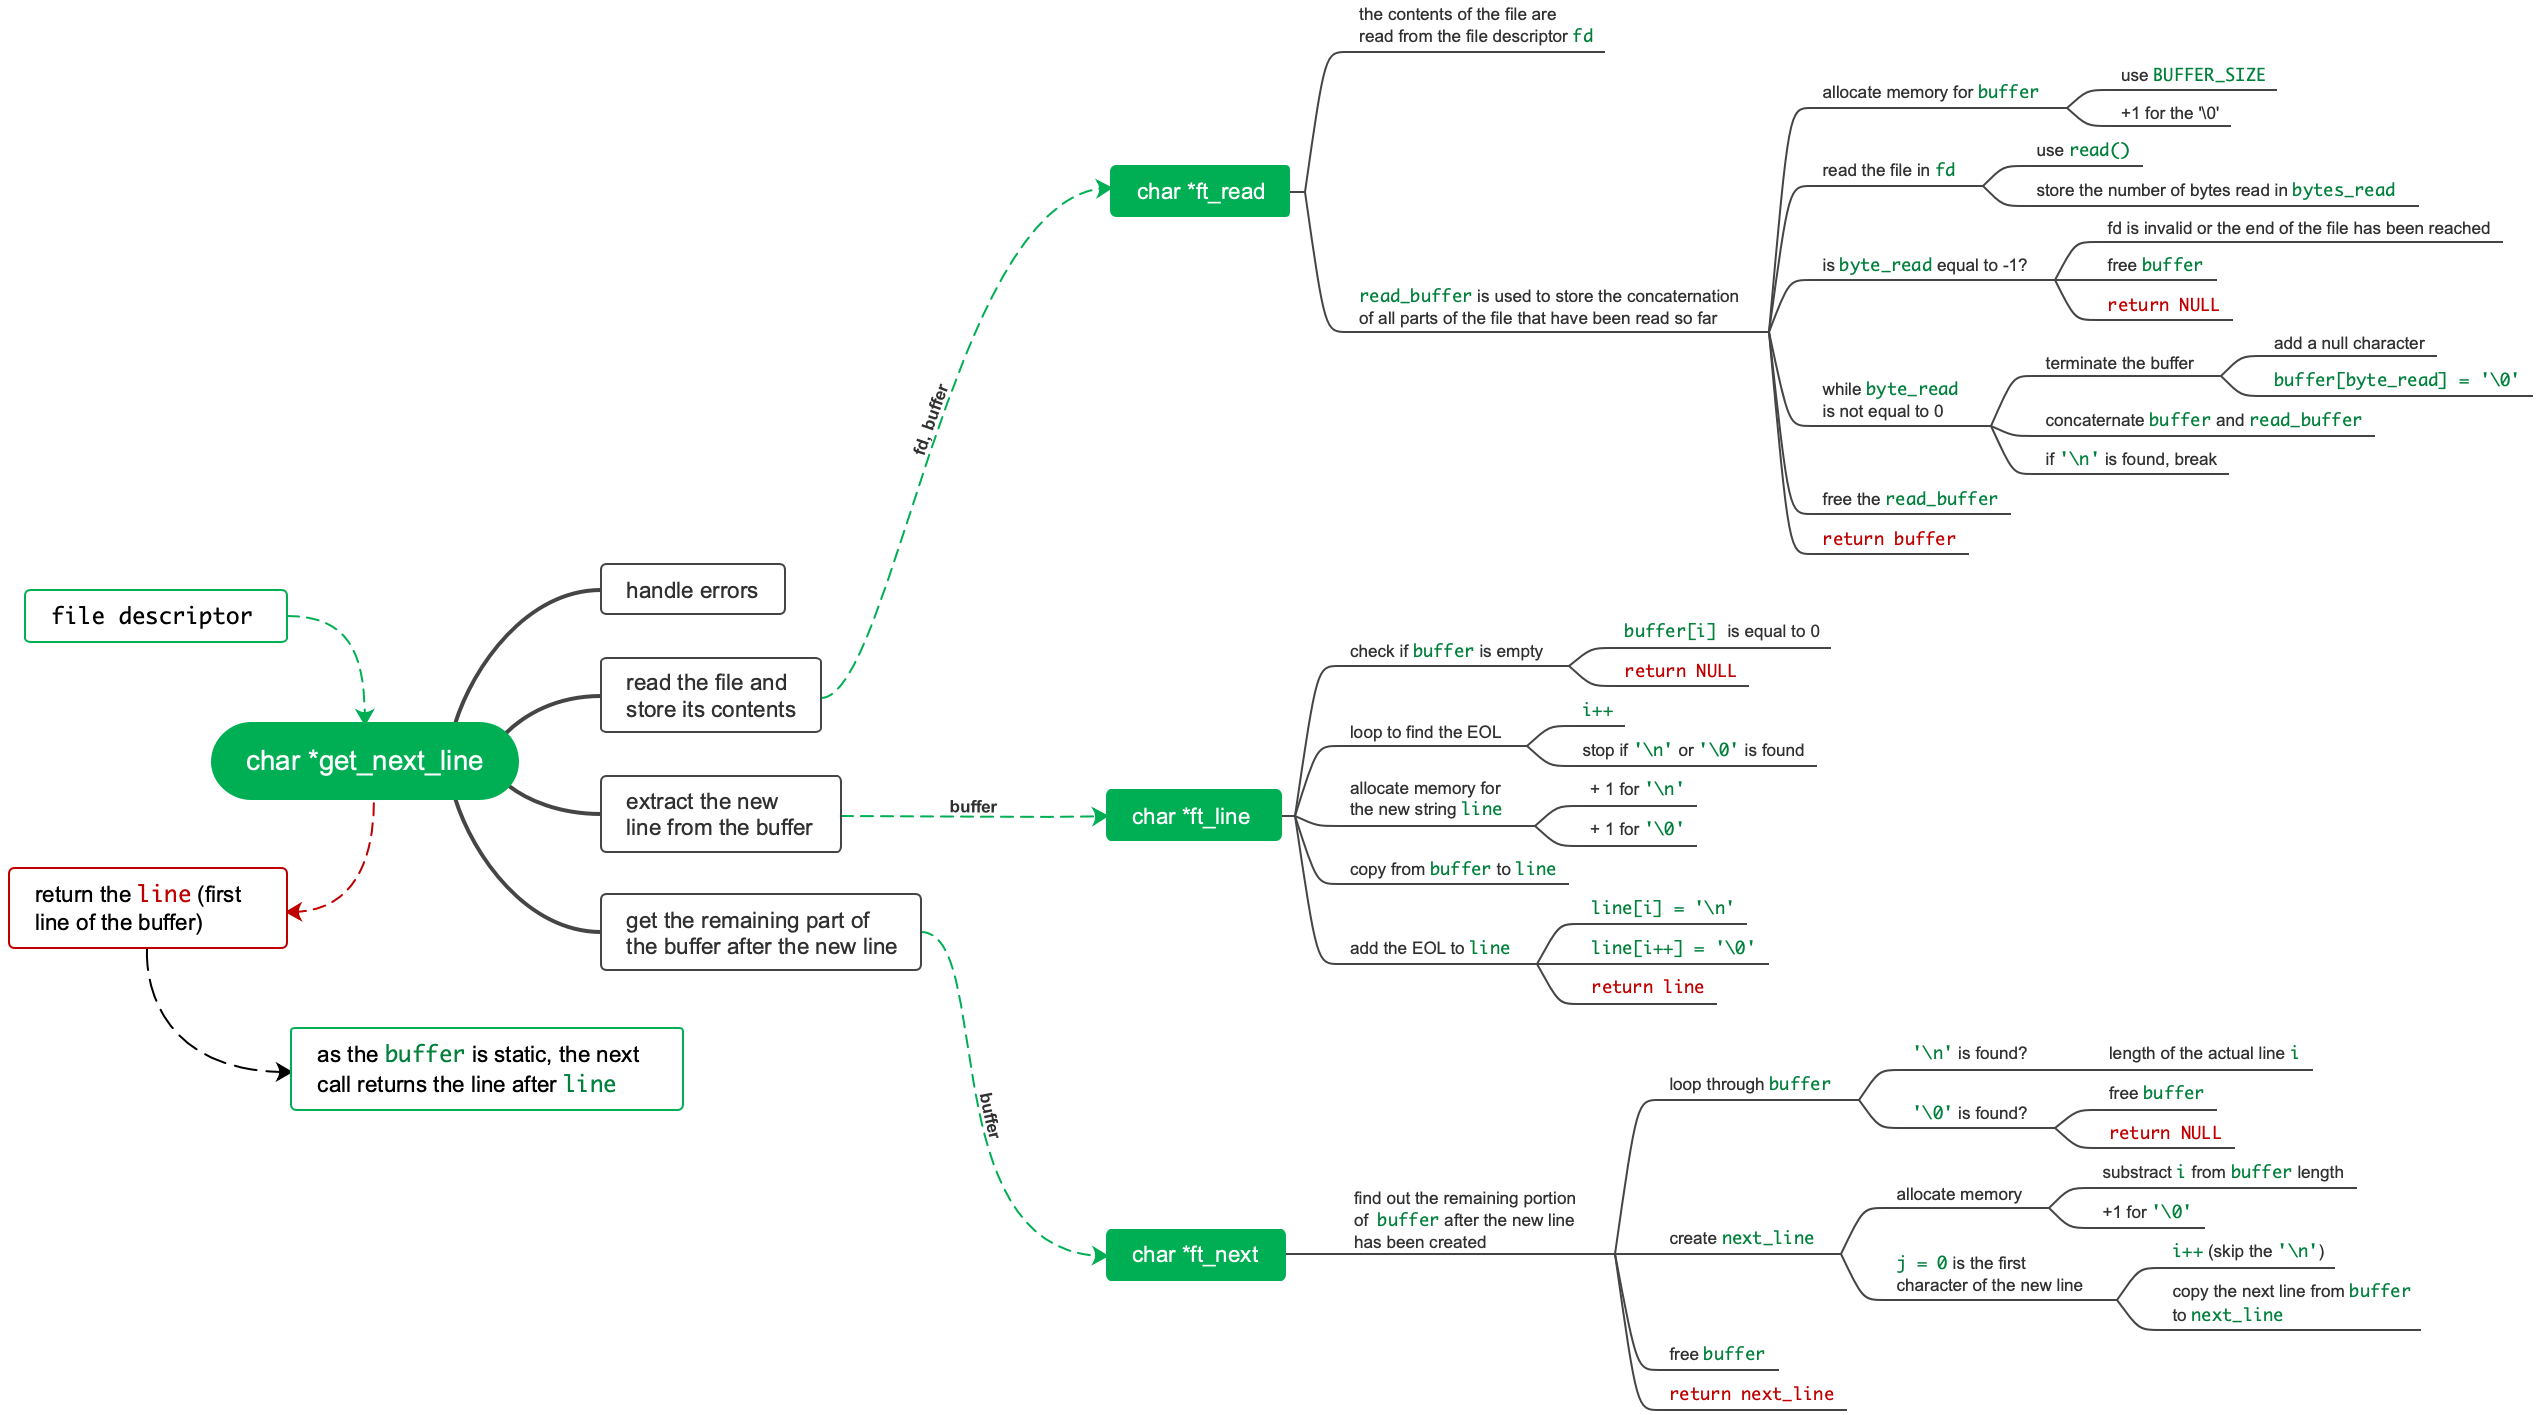 file descriptor
char *get_next_line
return the line (first
line of the buffer)
as the buffer is static, the next
call returns the line after line
handle errors
read the file and
store its contents
extract the new
line from the buffer
get the remaining part of
the buffer after the new line
fd, buffer
char *ft_read
the contents of the file are
read from the file descriptor fd
read_buffer is used to store the concaternation
of all parts of the file that have been read so far
allocate memory for buffer
use BUFFER_SIZE
+1 for the '\0'
read the file in fd
use read()
store the number of bytes read in bytes_read
is byte_read equal to -1?
fd is invalid or the end of the file has been reached
free buffer
return NULL
while byte_read
is not equal to 0
terminate the buffer
add a null character
buffer[byte_read] = '\0'
concaternate buffer and read_buffer
if '\n' is found, break
free the read_buffer
return buffer
buffer
char *ft_line
check if buffer is empty
buffer[i] is equal to 0
return NULL
loop to find the EOL
i++
stop if '\n' or '\0' is found
allocate memory for
the new string line
+ 1 for '\n'
+ 1 for '\0'
copy from buffer to line
add the EOL to line
line[i] = '\n'
line[i++] = '\0'
return line
buffer
char *ft_next
find out the remaining portion
of buffer after the new line
has been created
loop through buffer
'\n' is found?
length of the actual line i
'\0' is found?
free buffer
return NULL
create next_line
allocate memory
substract i from buffer length
+1 for '\0'
j = 0 is the first
character of the new line
i++ (skip the '\n')
copy the next line from buffer
to next_line
free buffer
return next_line